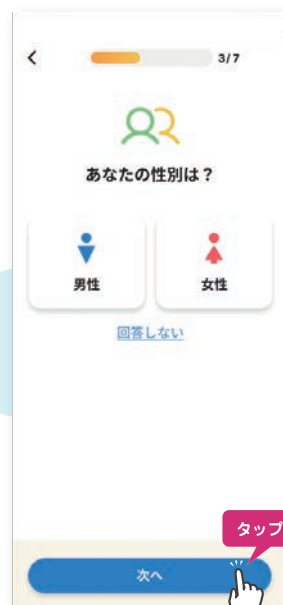 3/7
あなたの性別は？
男性
女性
回答しない
タップ
次へ